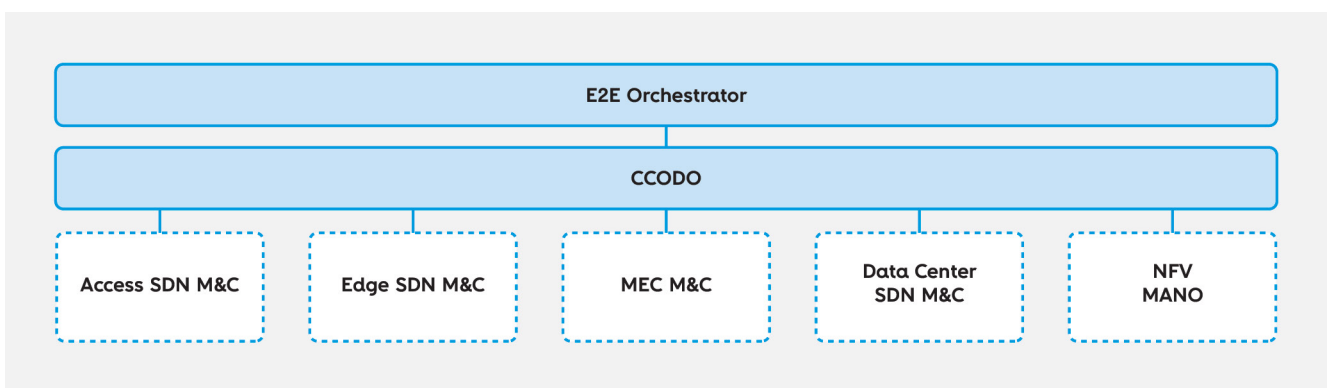 E2E Orchestrator
CCODO
Access SDN M&C
Edge SDN M&C
MEC M&C
Data Center
SDN M&C
NFV
MANO